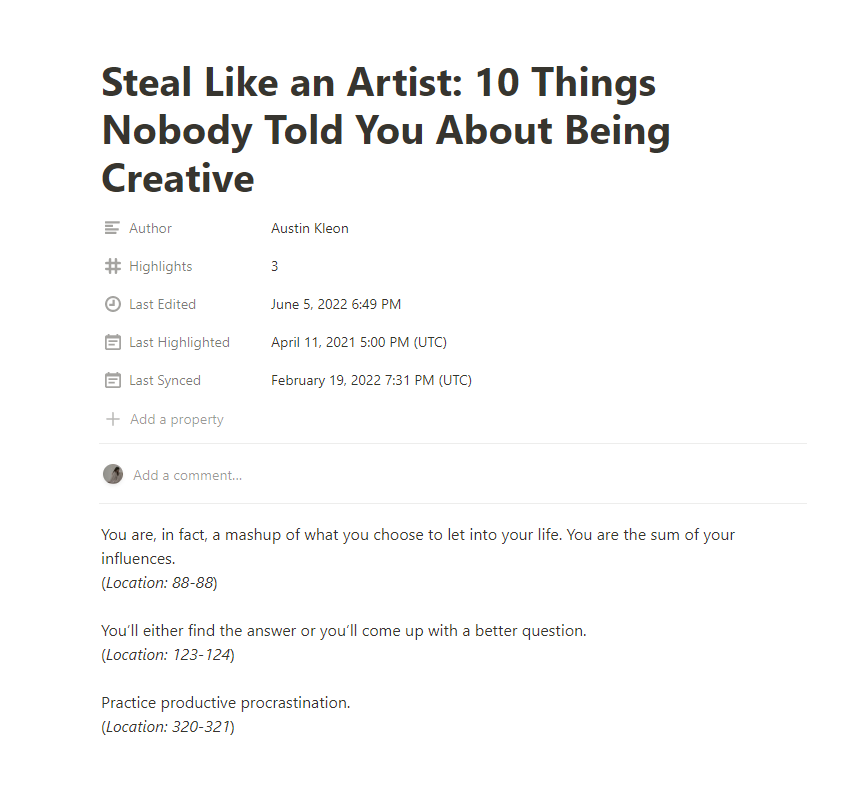 Steal Like an Artist: 10 Things
Nobody Told You About Being
Creative
Author Austin Kleon
Highlights 3
Last Edited June 5, 2022 6:49 PM
Last Highlighted April 11, 2021 5:00 PM (UTC)
Last Synced February 19, 2022 7:31 PM (UTC)
Add a property
Add a comment...
You are, in fact, a mashup of what you choose to let into your life. You are the sum of your
influences.
(Location: 88-88)
You’ll either find the answer or you’ll come up with a better question.
(Location: 123-124)
Practice productive procrastination.
(Location: 320-321)